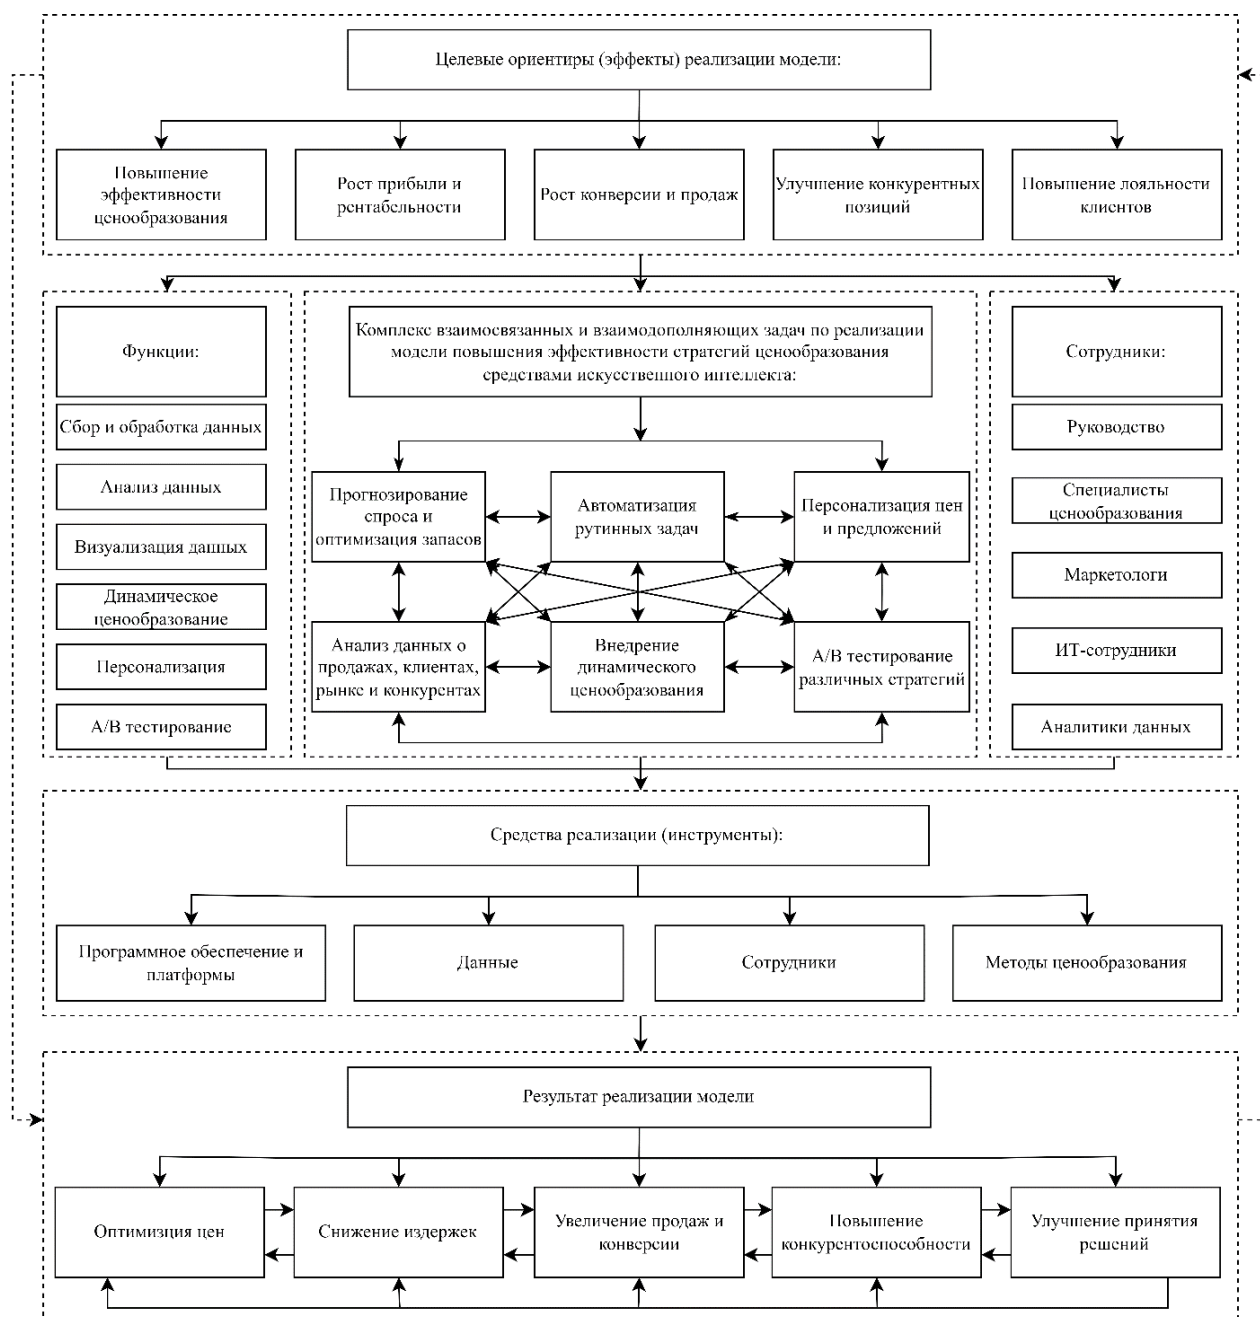 Целевые ориентиры (эффекты) реализации модели:
Повышение
эффективности
ценообразования
Рост прибыли и
рентабельности
Рост конверсии и продаж
Улучшение конкурентных
позиций
Повышение лояльности
клиентов
Функции:
Сбор и обработка данных
Анализ данных
Визуализация данных
Динамическое
ценообразование
Персонализация
A/B тестирование
Комплекс взаимосвязанных и взаимодополняющих задач по реализации
модели повышения эффективности стратегий ценообразования
средствами искусственного интеллекта:
Прогнозирование
спроса и
оптимизация запасов
Автоматизация
рутинных задач
Персонализация цен
и предложений
Анализ данных о
продажах, клиентах,
рынке и конкурентах
Внедрение
динамического
ценообразования
A/B тестирование
различных стратегий
Сотрудники:
Руководство
Специалисты
ценообразования
Маркетологи
ИТ-сотрудники
Аналитики данных
Средства реализации (инструменты):
Программное обеспечение и
платформы
Данные
Сотрудники
Методы ценообразования
Результат реализации модели
Оптимизция цен
Снижение издержек
Увеличение продаж и
конверсии
Повышение
конкурентоспособности
Улучшение принятия
решений